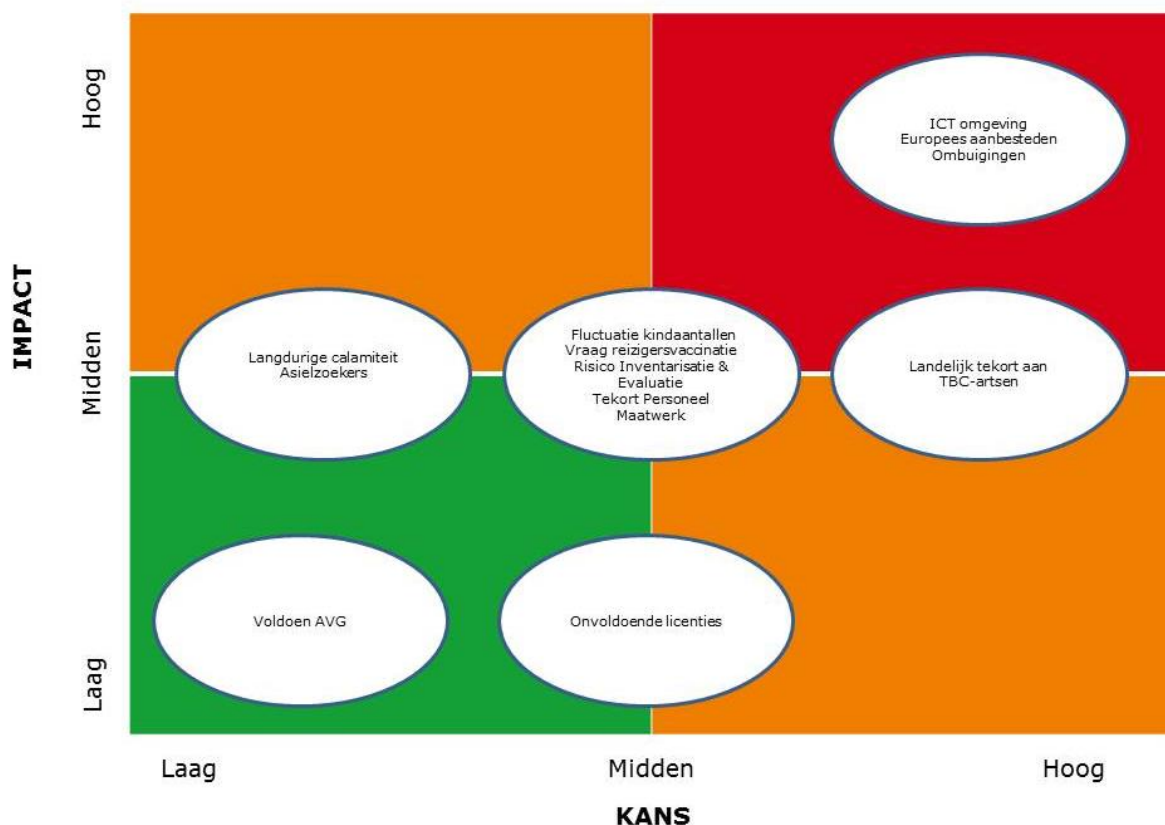 Hoog
ICT omgeving
Europees aanbesteden
Ombuigingen
IMPACT
Midden
Langdurige calamiteit
Asielzoekers
Fluctuatie kindaantallen
Vraag reizigersvaccinatie
Risico Inventarisatie &
Evaluatie
Tekort Personeel
Maatwerk
Landelijk tekort aan
TBC-artsen
Laag
Voldoen AVG
Onvoldoende licenties
Laag
Midden
Hoog
KANS